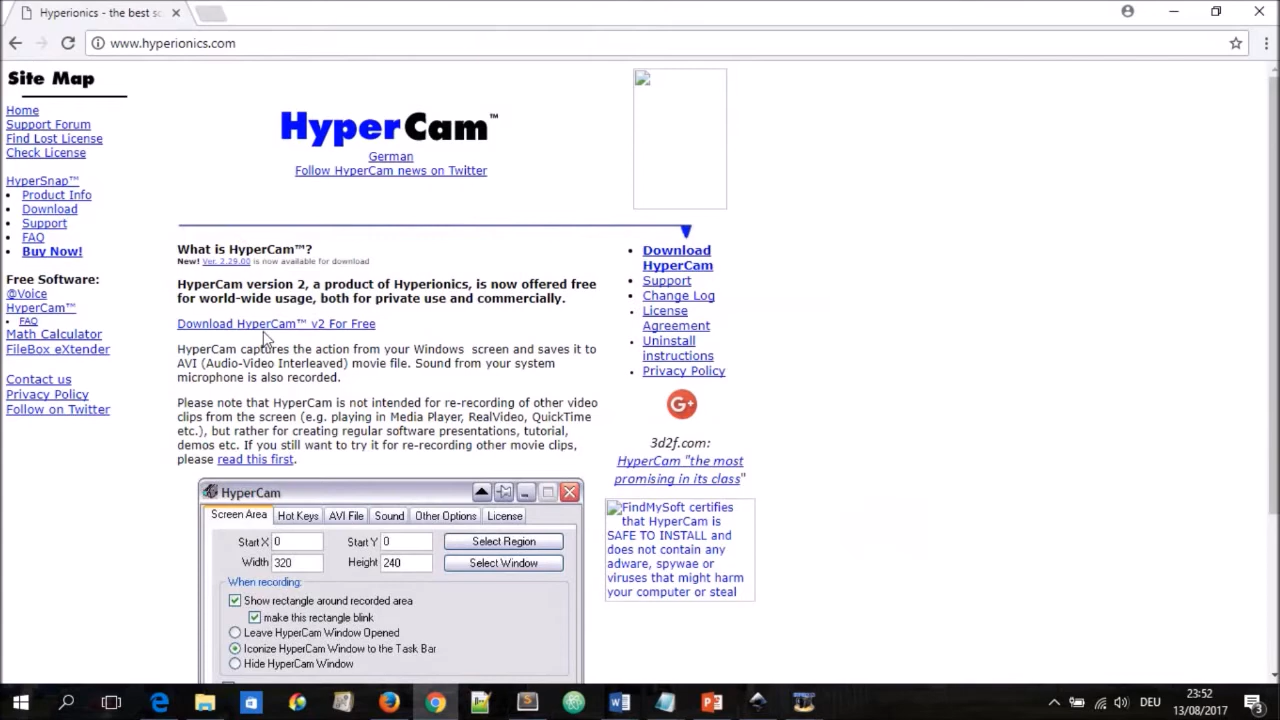 Hyperionics - the best sc
www.hyperionics.com
Site Map
Home
Support Forum
Find Lost License
Check License
HyperSnap™
Product Info
Download
Support
FAQ
Buy Now!
Free Software:
@Voice
HyperCam™
FAQ
Math Calculator
FileBox eXtender
Contact us
Privacy Policy
Follow on Twitter
HyperCam™
German
Follow HyperCam news on Twitter
What is HyperCam™?
New! Ver. 2.29.00 is now available for download
HyperCam version 2, a product of Hyperionics, is now offered free
for world-wide usage, both for private use and commercially.
Download HyperCam™ v2 For Free
HyperCam captures the action from your Windows screen and saves it to
AVI (Audio-Video Interleaved) movie file. Sound from your system
microphone is also recorded.
Please note that HyperCam is not intended for re-recording of other video
clips from the screen (e.g. playing in Media Player, RealVideo, QuickTime
etc.), but rather for creating regular software presentations, tutorial,
demos etc. If you still want to try it for re-recording other movie clips,
please read this first.
HyperCam
Screen Area Hot Keys AVI File Sound Other Options License
Start X 0 Start Y 0 Select Region
Width 320 Height 240 Select Window
When recording:
Show rectangle around recorded area
make this rectangle blink
Leave HyperCam Window Opened
Iconize HyperCam Window to the Task Bar
Hide HyperCam Window
Download
HyperCam
Support
Change Log
License
Agreement
Uninstall
instructions
Privacy Policy
G+
3d2f.com:
HyperCam "the most
promising in its class"
FindMySoft certifies
that HyperCam is
SAFE TO INSTALL and
does not contain any
adware, spywae or
viruses that might harm
your computer or steal
DEU
23:52
13/08/2017
3